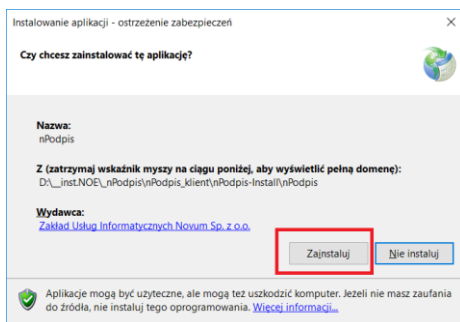 Instalowanie aplikacji - ostrzeżenie zabezpieczeń
Czy chcesz zainstalować tę aplikację?
Nazwa:
nPodpis
Z (zatrzymaj wskaźnik myszy na ciągu poniżej, aby wyświetlić pełną domenę):
D:\__inst.NOE\_nPodpis\nPodpis_klient\nPodpis-Install\nPodpis
Wydawca:
Zakład Usług Informatycznych Novum Sp. z o.o.
Zainstaluj
Nie instaluj
Aplikacje mogą być użyteczne, ale mogą też uszkodzić komputer. Jeżeli nie masz zaufania
do źródła, nie instaluj tego oprogramowania. Więcej informacji...